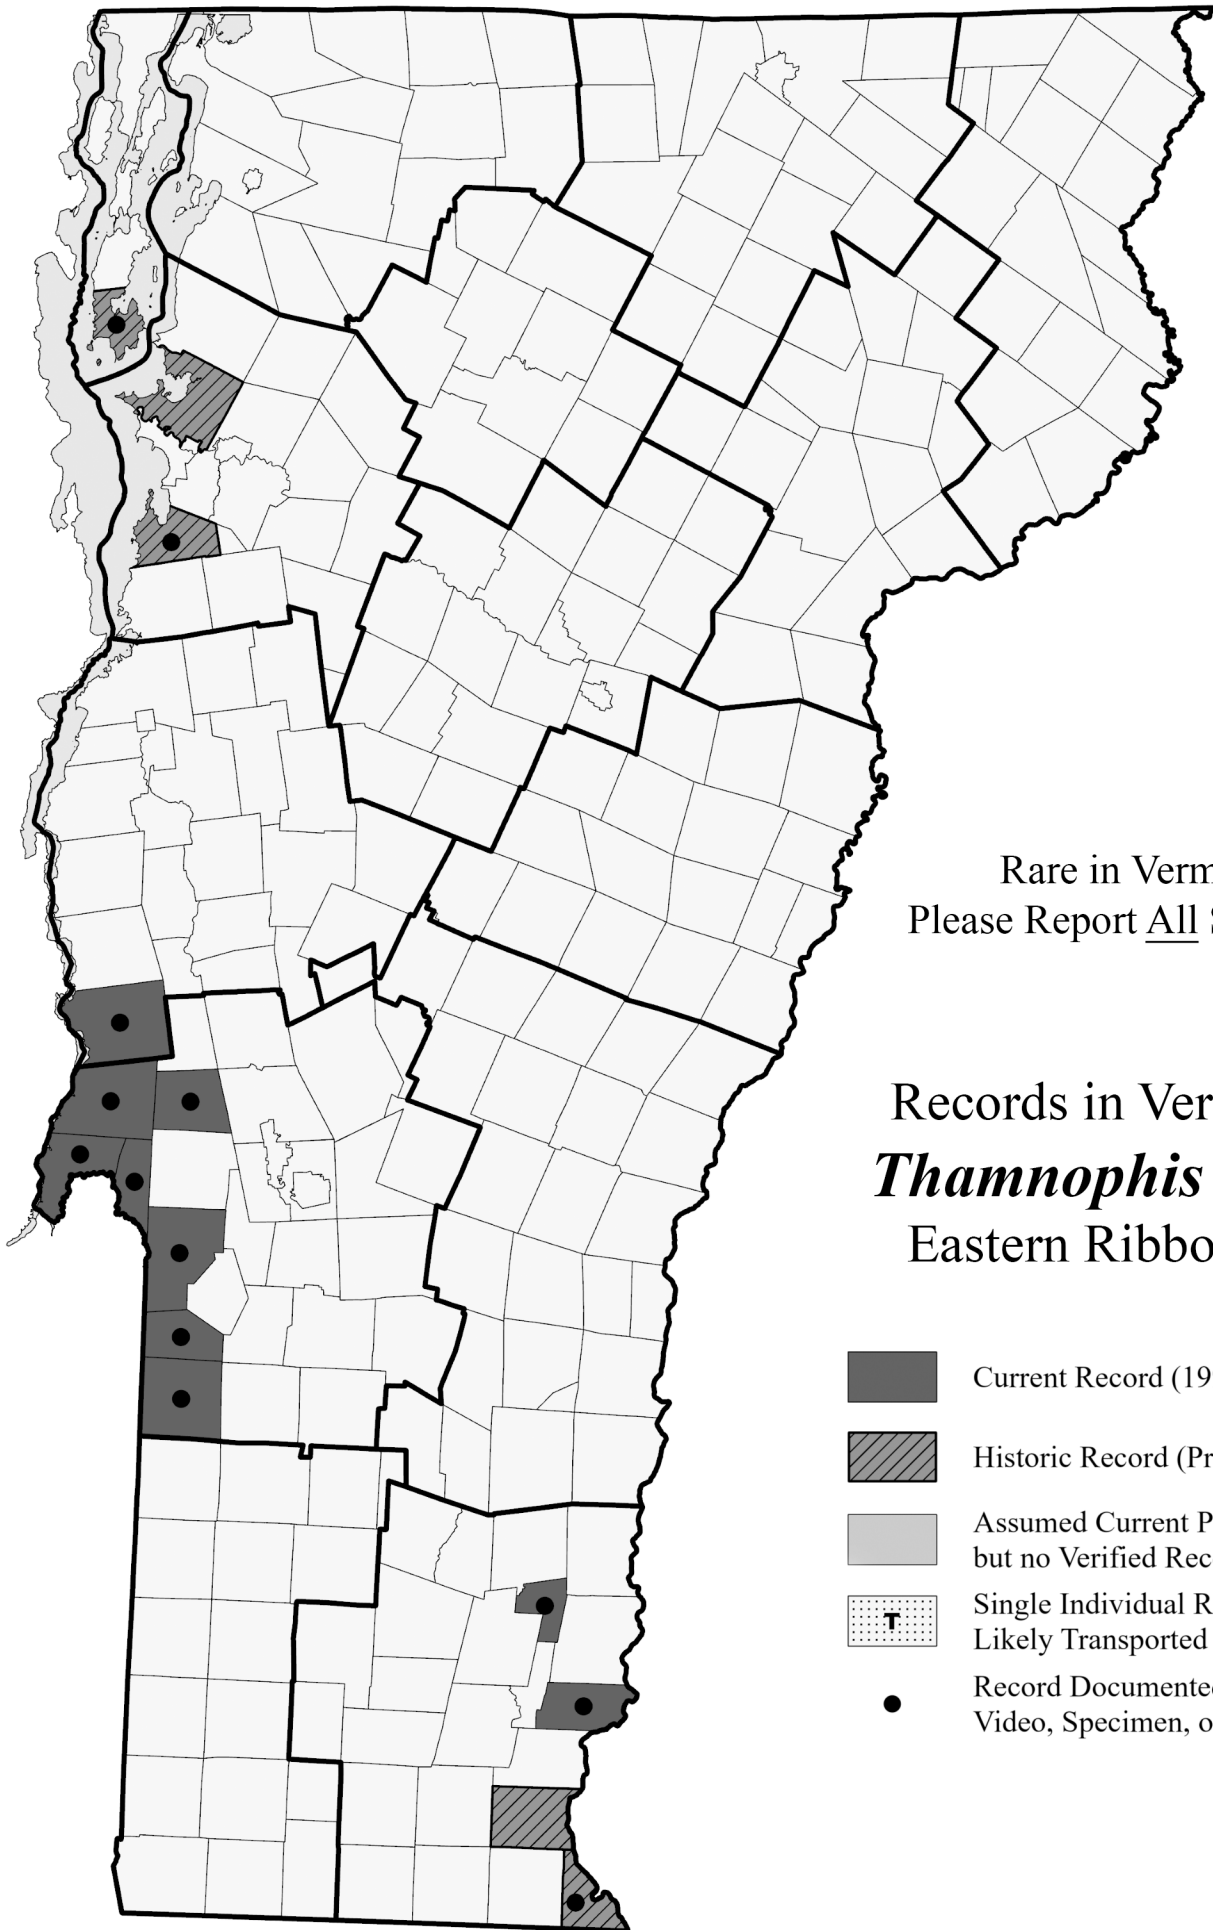 Rare in Verm
Please Report All
Records in Ver
Thamnophis
Eastern Ribbo
Current Record (19
Historic Record (Pr
Assumed Current P
but no Verified Rec
T
Single Individual R
Likely Transported
Record Documente
Video, Specimen, o